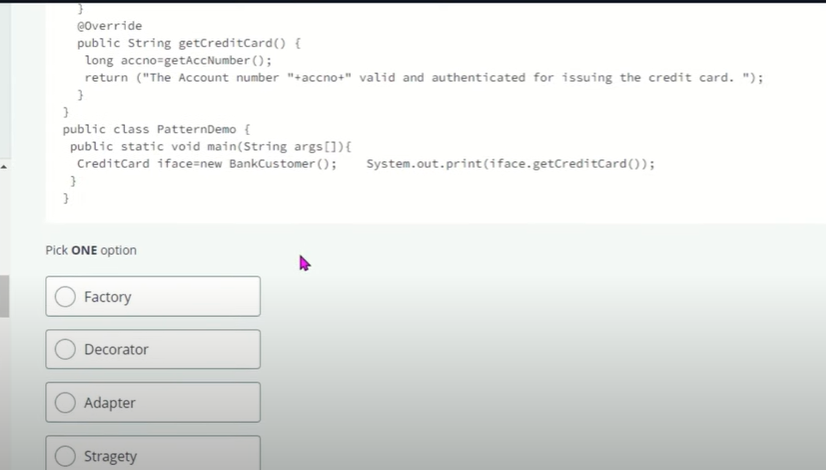 }
@Override
public String getCreditCard() {
long accno=getAccNumber();
return ("The Account number "+accno+" valid and authenticated for issuing the credit card. ");
}
}
public class PatternDemo {
public static void main(String args[]){
CreditCard iface=new BankCustomer(); System.out.print(iface.getCreditCard());
}
}
Pick ONE option
Factory
Decorator
Adapter
Stragety